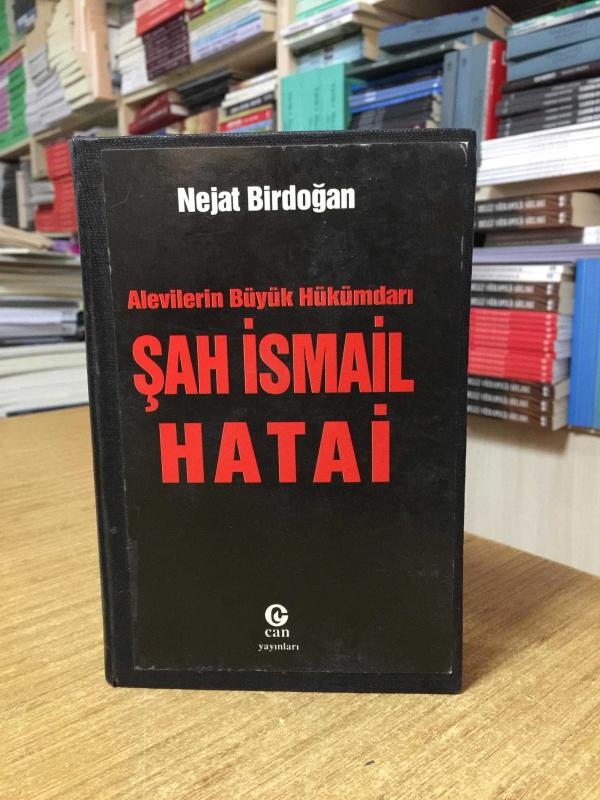 Nejat Birdoğan
Alevilerin Büyük Hükümdarı
ŞAH İSMAİL
HATAİ
can
yayınları